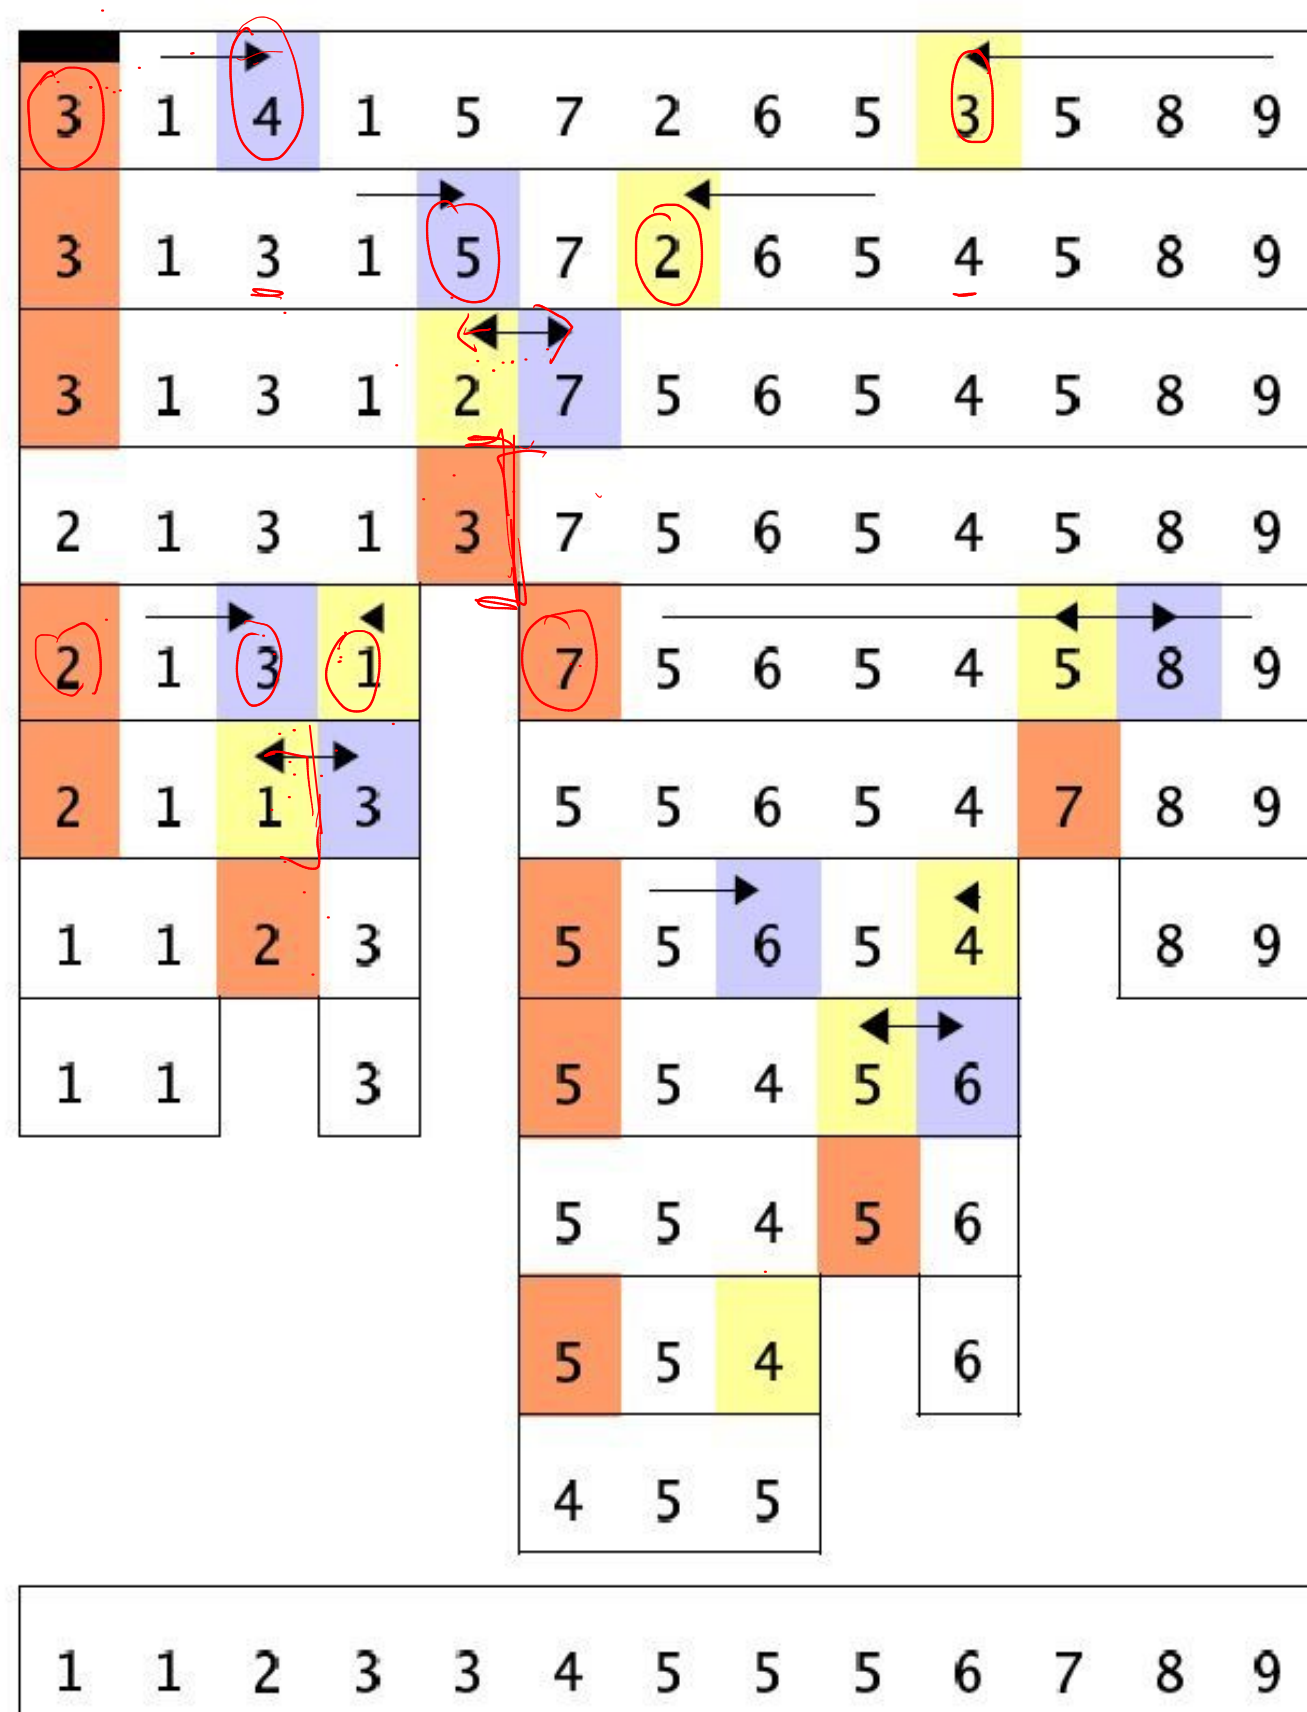 3 1 4 1 5 7 2 6 5 3 5 8 9
3 1 3 1 5 7 2 6 5 4 5 8 9
3 1 3 1 2 7 5 6 5 4 5 8 9
2 1 3 1 3 7 5 6 5 4 5 8 9
2 1 3 1 7 5 6 5 4 5 8 9
2 1 1 3 5 5 6 5 4 7 8 9
1 1 2 3 5 5 6 5 4 8 9
1 1 3 5 5 4 5 6
5 5 4 5 6
5 5 4 6
4 5 5
1 1 2 3 3 4 5 5 5 6 7 8 9